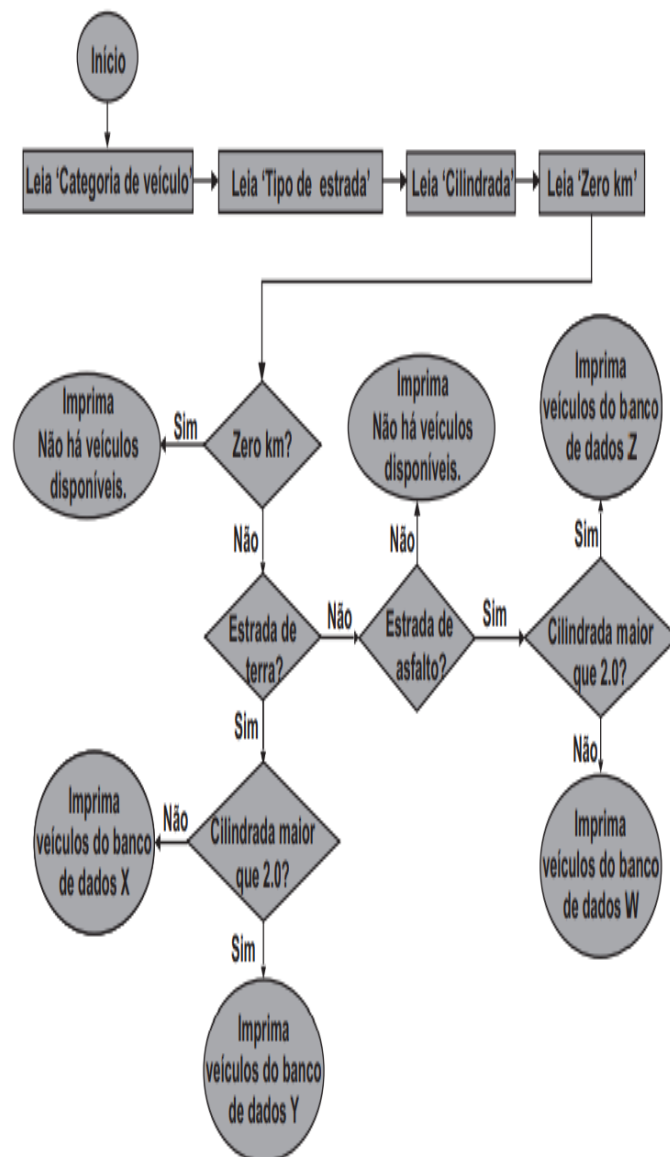 Início
Leia ‘Categoria de veículo’
Leia ‘Tipo de estrada’
Leia ‘Cilindrada’
Leia ‘Zero km’
Imprima
Não há veículos
disponíveis.
Sim
Zero km?
Imprima
Não há veículos
disponíveis.
Imprima
veículos do banco
de dados Z
Não
Não
Sim
Estrada de
terra?
Não
Estrada de
asfalto?
Sim
Cilindrada maior
que 2.0?
Sim
Não
Imprima
veículos do banco
de dados X
Não
Cilindrada maior
que 2.0?
Imprima
veículos do banco
de dados W
Sim
Imprima
veículos do banco
de dados Y